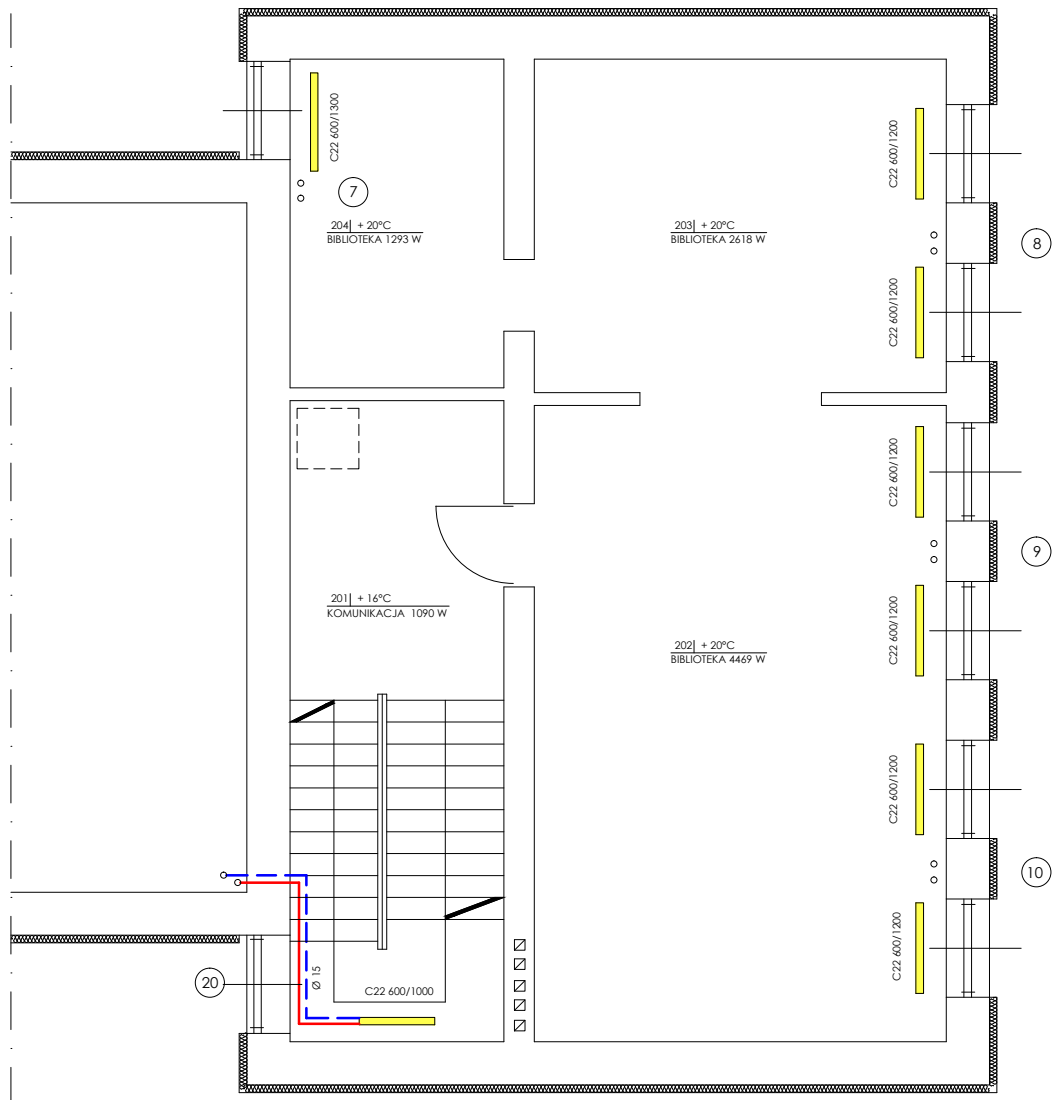 C22 600/1300
C22 600/1200
7
204 + 20°C
BIBLIOTEKA 1293 W
203 + 20°C
BIBLIOTEKA 2618 W
8
C22 600/1200
C22 600/1200
9
201 + 16°C
KOMUNIKACJA 1090 W
C22 600/1200
202 + 20°C
BIBLIOTEKA 4469 W
C22 600/1200
10
C22 600/1200
20
Ø 15
C22 600/1000